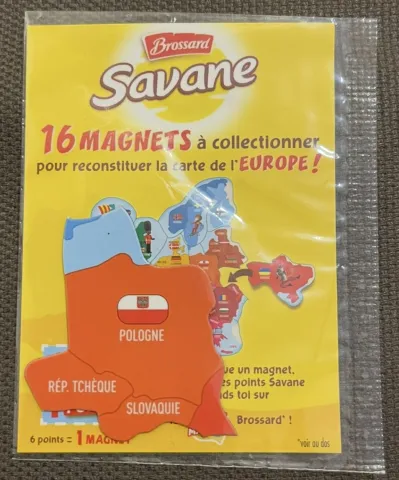 Brossard
Savane
16 MAGNETS à collectionner
pour reconstituer la carte de l'EUROPE !
POLOGNE
RÉP. TCHÈQUE
SLOVAQUIE
ue un magnet,
es points Savane
ds toi sur
Brossard* !
6 points = 1 MAGNET
*voir au dos